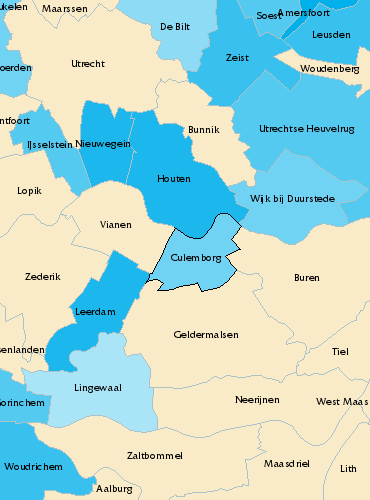 ukelen
Maarssen
Amersfoort
Soest
De Bilt
Leusden
Zeist
Utrecht
oerden
Woudenberg
ntfoort
Bunnik
Utrechtse Heuvelrug
IJsselstein
Nieuwegein
Houten
Lopik
Wijk bij Duurstede
Vianen
Culemborg
Zederik
Buren
Leerdam
Geldermalsen
senlanden
Tiel
Lingewaal
Neerijnen
West Maas
Gorinchem
Zaltbommel
Woudrichem
Maasdriel
Lith
Aalburg